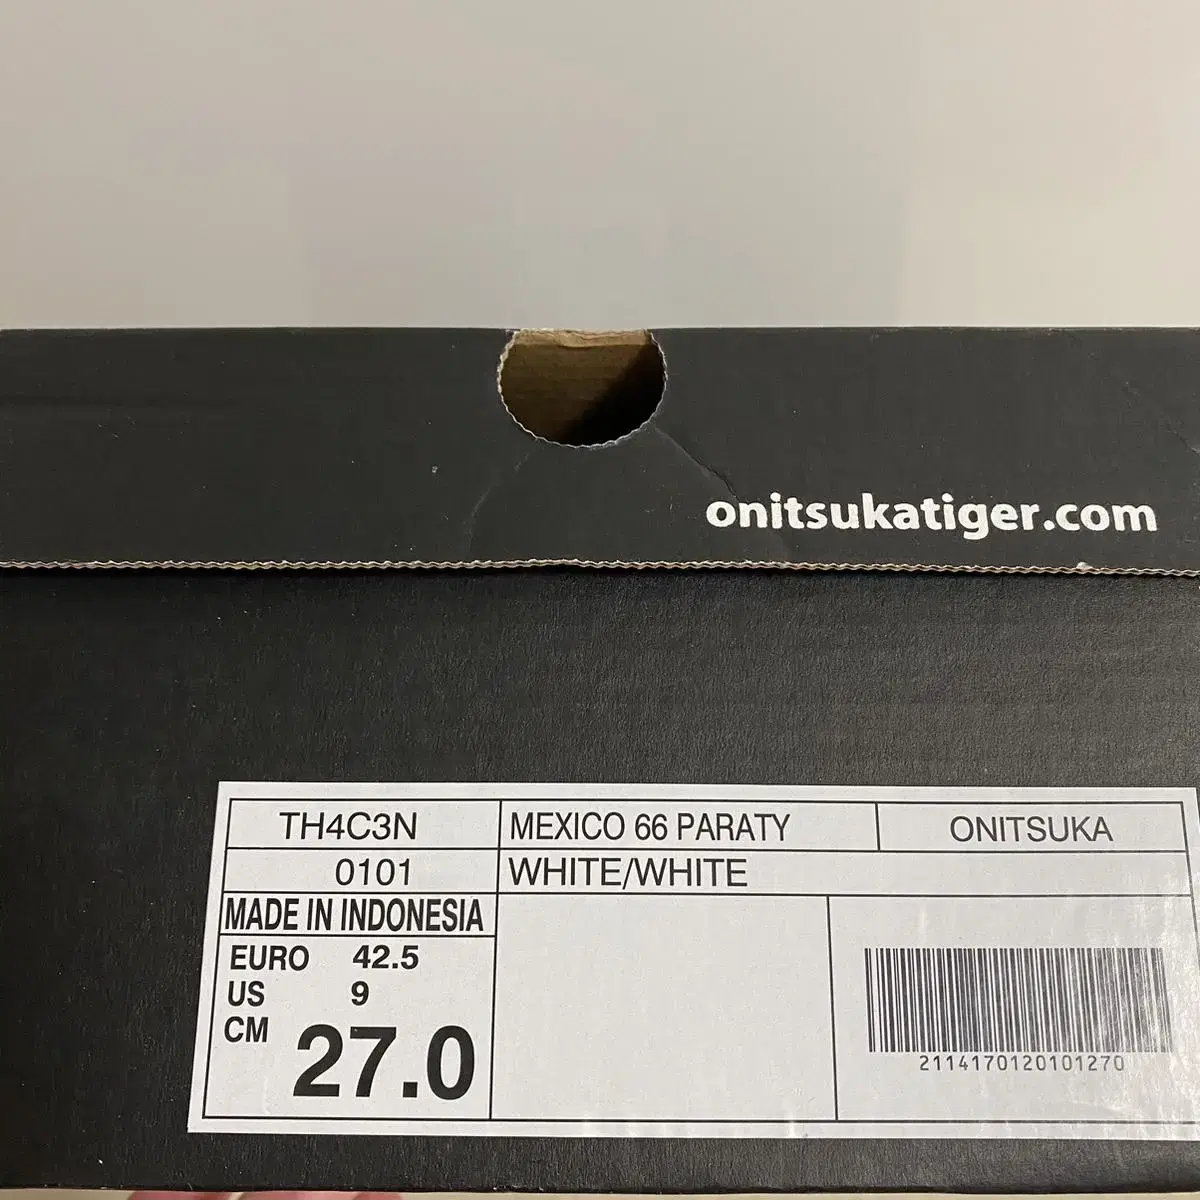 onitsukatiger.com
TH4C3N MEXICO 66 PARATY ONITSUKA
0101 WHITE/WHITE
MADE IN INDONESIA
EURO 42.5
US 9
CM 27.0
2114170120101270